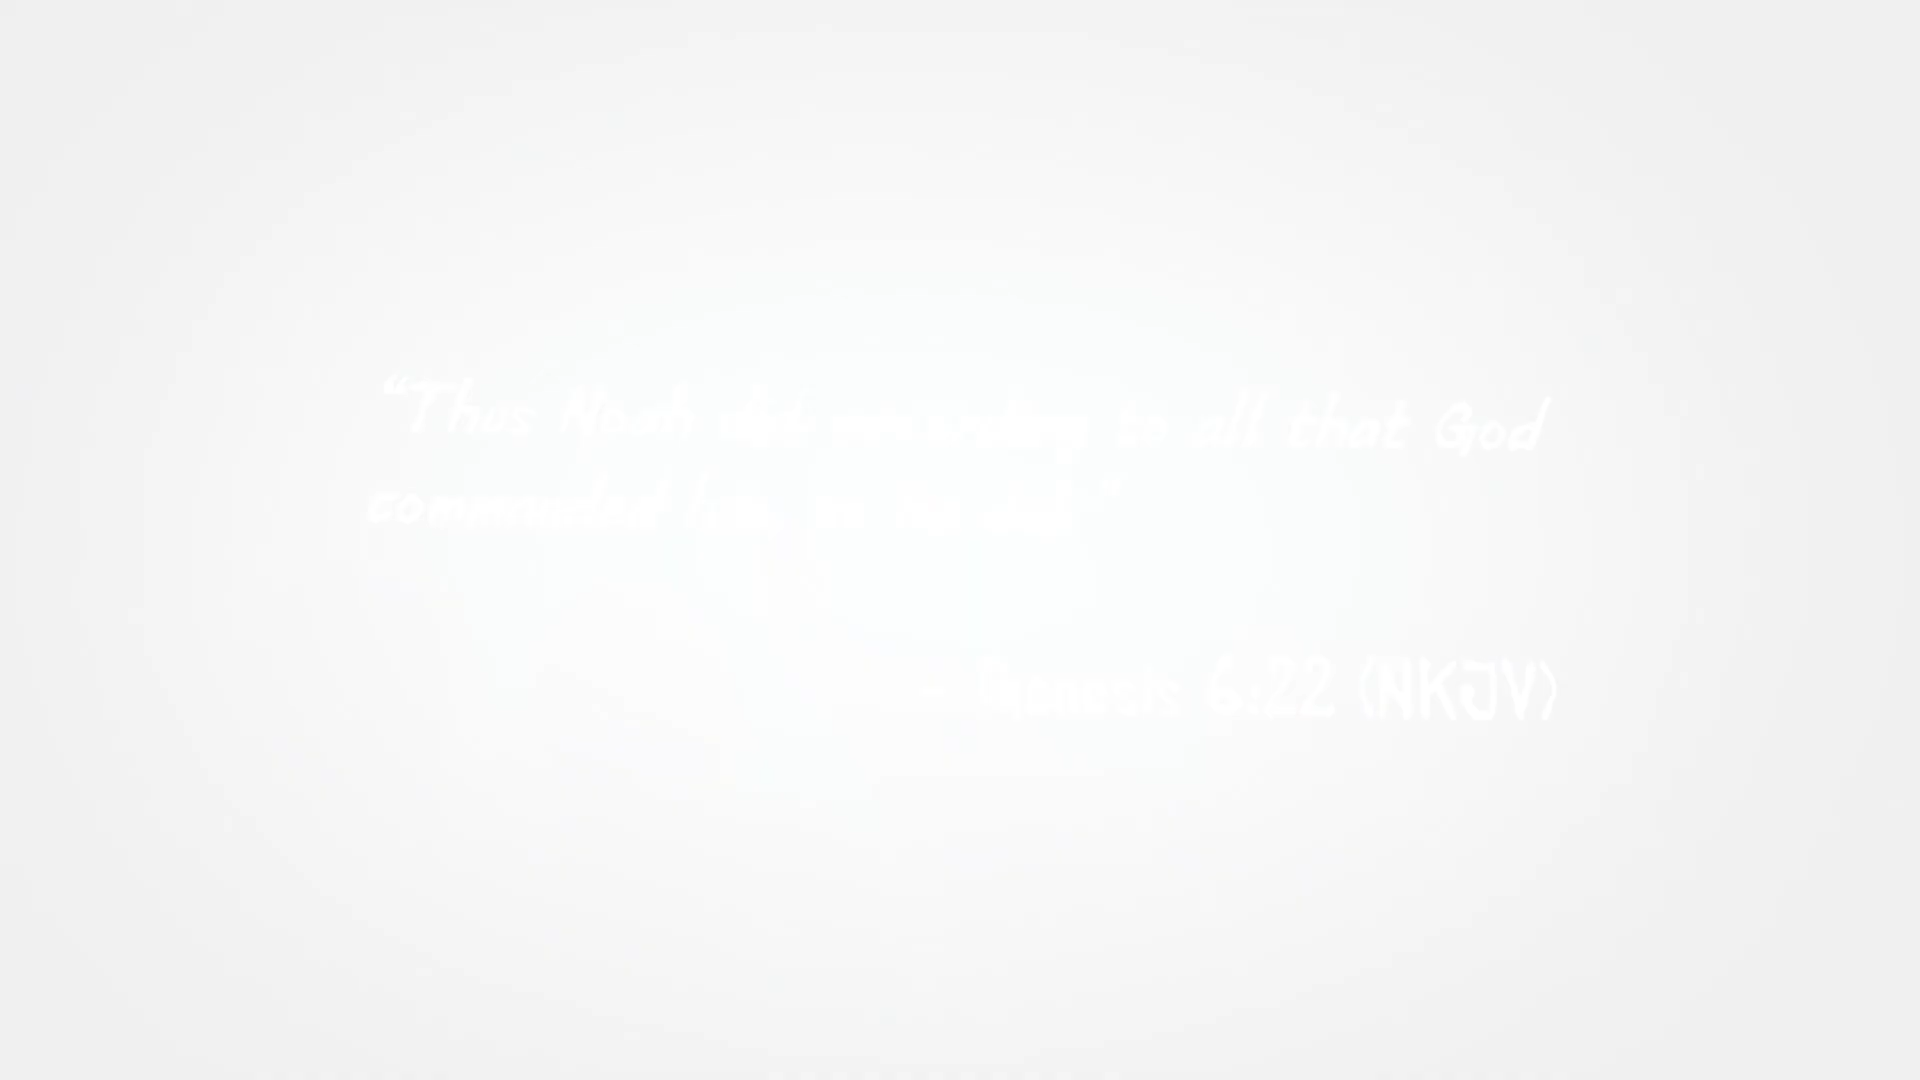 “Thus Noah did according to all that God
commanded him, so he did.”
- Genesis 6:22 (NKJV)